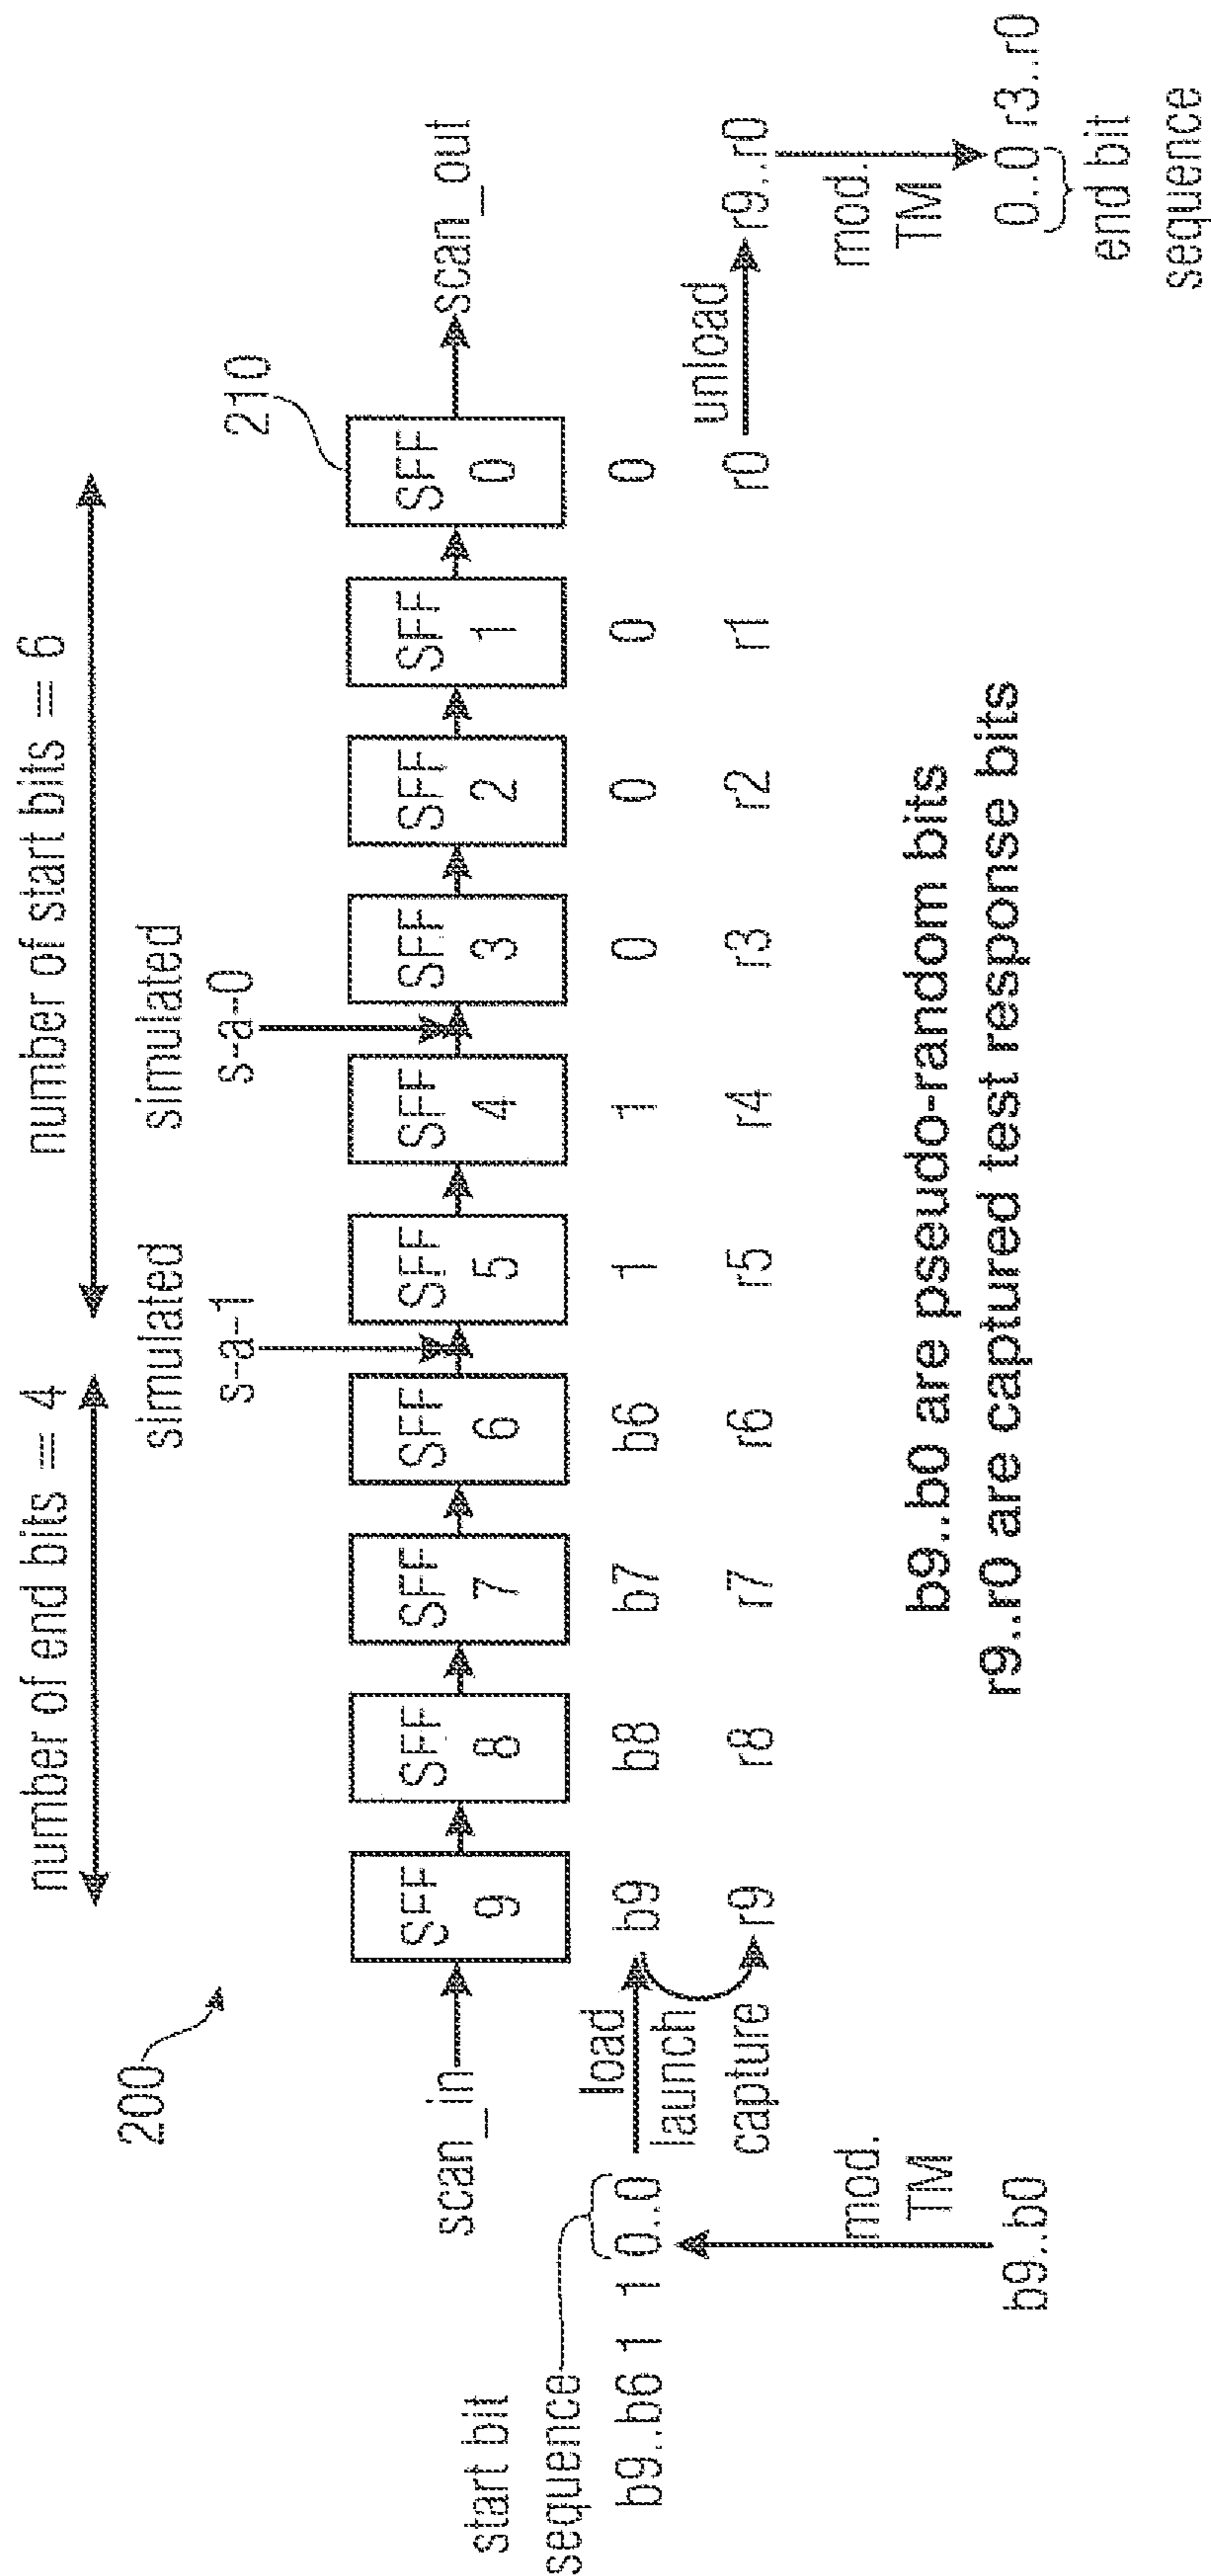 number of end bits = 4
number of start bits = 6
simulated
s-a-1
simulated
s-a-0
200
210
scan_in
SFF 9
SFF 8
SFF 7
SFF 6
SFF 5
SFF 4
SFF 3
SFF 2
SFF 1
SFF 0
scan_out
start bit
sequence
b9..b6 1 1 0..0
load
b9 b8 b7 b6 1 1 0 0 0 0
launch
capture
r9 r8 r7 r6 r5 r4 r3 r2 r1 r0
unload
r9..r0
mod.
TM
b9..b0
mod.
TM
0..0 r3..r0
end bit
sequence
b9..b0 are pseudo-random bits
r9..r0 are captured test response bits